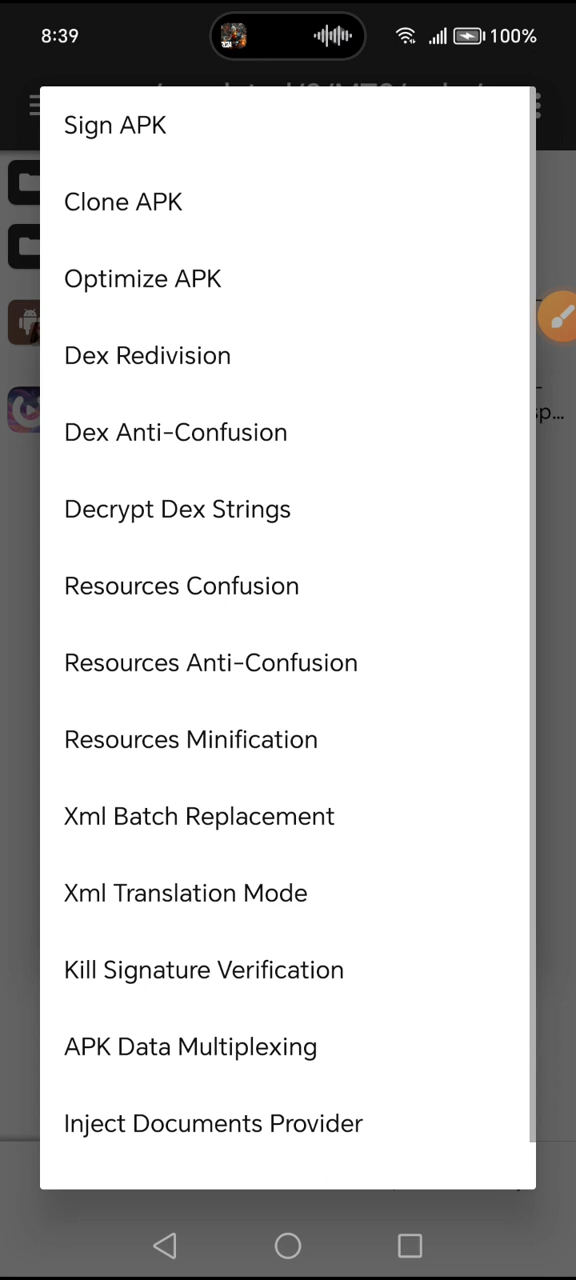 8:39
100%
Sign APK
Clone APK
Optimize APK
Dex Redivision
Dex Anti-Confusion
Decrypt Dex Strings
sp...
Resources Confusion
Resources Anti-Confusion
Resources Minification
Xml Batch Replacement
Xml Translation Mode
Kill Signature Verification
APK Data Multiplexing
Inject Documents Provider